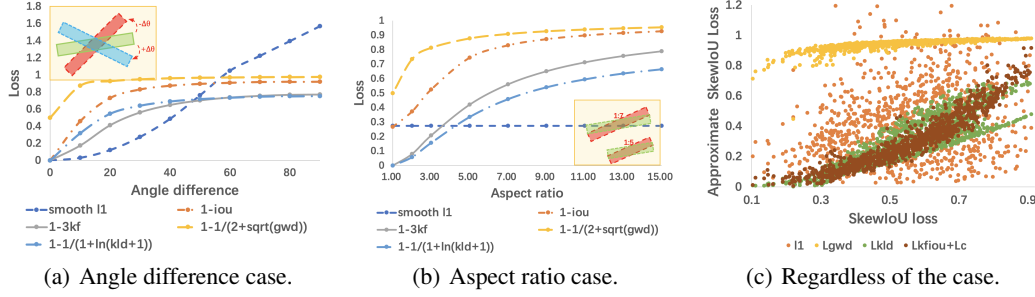 1.8
1.6
1.4
1.2
1
0.8
0.6
0.4
0.2
0
Loss
-Δθ
+Δθ
0
20
40
60
80
Angle difference
smooth l1
1-iou
1-3kf
1-1/(2+sqrt(gwd))
1-1/(1+ln(kld+1))
(a) Angle difference case.
1
0.9
0.8
0.7
0.6
0.5
0.4
0.3
0.2
0.1
0
Loss
1:7
1:5
1.00
3.00
5.00
7.00
9.00
11.00
13.00
15.00
Aspect ratio
smooth l1
1-iou
1-3kf
1-1/(2+sqrt(gwd))
1-1/(1+ln(kld+1))
(b) Aspect ratio case.
1.2
1
0.8
0.6
0.4
0.2
0
Approximate SkewIoU Loss
0.1
0.3
0.5
0.7
0.9
SkewIoU loss
l1
Lgwd
Lkld
Lkfiou+Lc
(c) Regardless of the case.